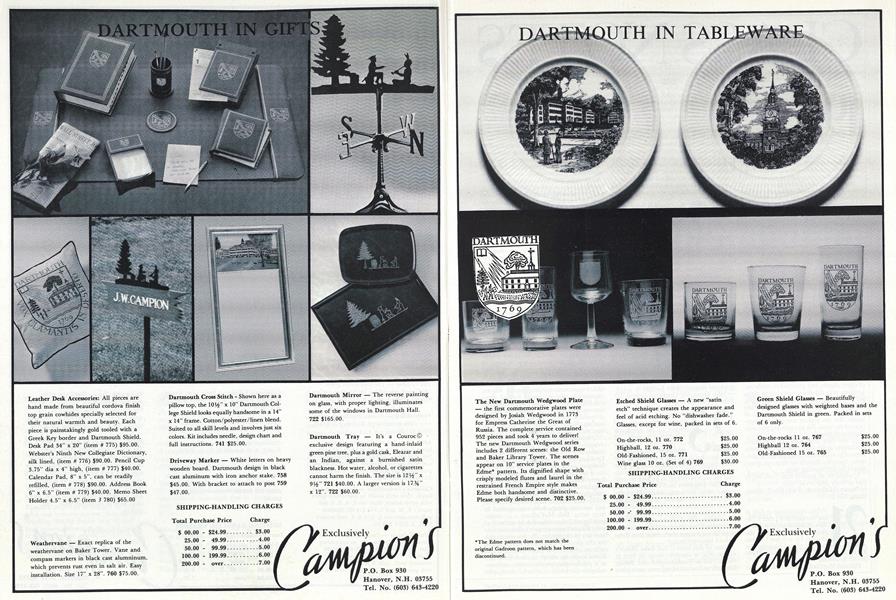 DARTMOUTH IN GIFTS
S
W
N
DARTMOUTH
1769
J.W.CAMPION
Leather Desk Accessories: All pieces are
hand made from beautiful cordova finish
top grain cowhides specially selected for
their natural warmth and beauty. Each
piece is painstakingly gold tooled with a
Greek Key border and Dartmouth Shield.
Desk Pad 34" x 20" (item # 775) $95.00.
Webster's Ninth New Collegiate Dictionary,
silk lined, (item # 776) $90.00. Pencil Cup
3.75" dia x 4" high, (item # 777) $40.00.
Calendar Pad, 8" x 5", can be readily
refilled, (item # 778) $90.00. Address Book
6" x 6.5" (item # 779) $40.00. Memo Sheet
Holder 4.5" x 6.5" (item # 780) $65.00
Weathervane — Exact replica of the
weathervane on Baker Tower. Vane and
compass markers in black cast alumninum,
which prevents rust even in salt air. Easy
installation. Size 17" x 28". 760 $75.00.
Dartmouth Cross Stitch - Shown here as a
pillow top, the 10½" x 10" Dartmouth Col-
lege Shield looks equally handsome in a 14"
x 14" frame. Cotton/polyester/linen blend.
Suited to all skill levels and involves just six
colors. Kit includes needle, design chart and
full instructions. 741 $25.00.
Driveway Marker — White letters on heavy
wooden board. Dartmouth design in black
cast aluminum with iron anchor stake. 758
$45.00. With bracket to attach to post 759
$47.00.
SHIPPING-HANDLING CHARGES
Total Purchase Price Charge
$ 00.00 - $24.99........$3.00
25.00 - 49.99........4.00
50.00 - 99.99........5.00
100.00 - 199.99........6.00
200.00 - over........7.00
Dartmouth Mirror — The reverse painting
on glass, with proper lighting, illuminates
some of the windows in Dartmouth Hall.
722 $165.00.
Dartmouth Tray — It's a Couroc©
exclusive design featuring a hand-inlaid
green pine tree, plus a gold cask, Eleazar and
an Indian, against a burnished satin
blackness. Hot water, alcohol, or cigarettes
cannot harm the finish. The size is 12½" x
9½" 721 $40.00. A larger version is 17¾"
x 12". 722 $60.00.
Exclusively
Campion's
P.O. Box 930
Hanover, N.H. 03755
Tel. No. (603) 643-4220
DARTMOUTH IN TABLEWARE
DARTMOUTH
1769
DARTMOUTH
DARTMOUTH
DARTMOUTH
DARTMOUTH
The New Dartmouth Wedgwood Plate
— the first commemorative plates were
designed by Josiah Wedgwood in 1773
for Empress Catherine the Great of
Russia. The complete service contained
952 pieces and took 4 years to deliver!
The new Dartmouth Wedgewood series
includes 2 different scenes: the Old Row
and Baker Library Tower. The scenes
appear on 10" service plates in the
Edme* pattern. Its dignified shape with
crisply modeled flutes and laurel in the
restrained French Empire style makes
Edme both handsome and distinctive.
Please specify desired scene. 702 $25.00.
*The Edme pattern does not match the
original Gadroon pattern, which has been
discontinued.
Etched Shield Glasses — A new "satin
etch" technique creates the appearance and
feel of acid etching. No "dishwasher fade."
Glasses, except for wine, packed in sets of 6.
On-the-rocks, 11 oz. 772 $25.00
Highball, 12 oz. 770 $25.00
Old-Fashioned, 15 oz. 771 $25.00
Wine glass 10 oz. (Set of 4) 769 $30.00
SHIPPING-HANDLING CHARGES
Total Purchase Price Charge
$ 00.00 - $24.99........$3.00
25.00 - 49.99........4.00
50.00 - 99.99........5.00
100.00 - 199.99........6.00
200.00 - over........7.00
Green Shield Glasses — Beautifully
designed glasses with weighted bases and the
Dartmouth Shield in green. Packed in sets
of 6 only.
On-the-rocks 11 oz. 767 $25.00
Highball 12 oz. 764 $25.00
Old-Fashioned 15 oz. 765 $25.00
Exclusively
Campion's
P.O. Box 930
Hanover, N.H. 03755
Tel. No. (603) 643-4220